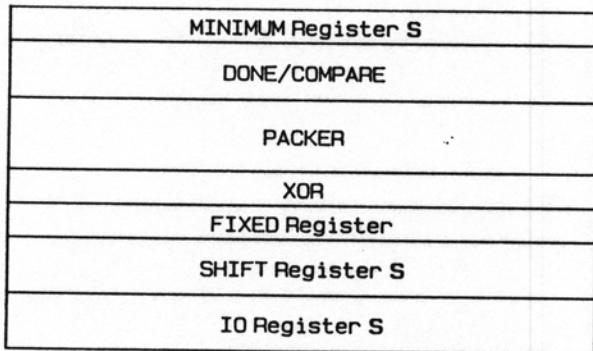 MINIMUM Register S
DONE/COMPARE
PACKER
XOR
FIXED Register
SHIFT Register S
IO Register S